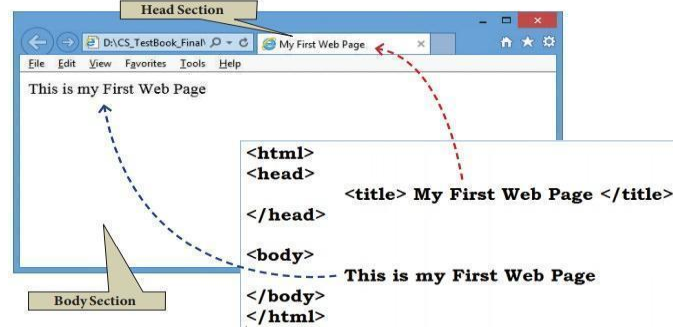 Head Section
D:\CS_TestBook_Final\
My First Web Page
File Edit View Favorites Tools Help
This is my First Web Page
<html>
<head>
<title> My First Web Page </title>
</head>
<body>
This is my First Web Page
</body>
</html>
Body Section